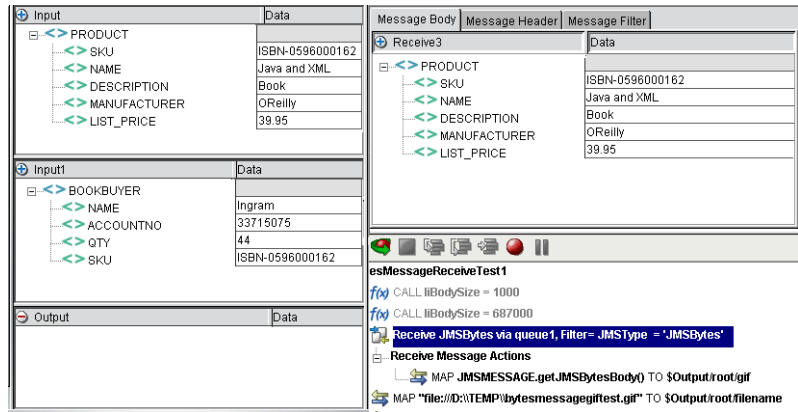 Input Data
PRODUCT
SKU ISBN-0596000162
NAME Java and XML
DESCRIPTION Book
MANUFACTURER OReilly
LIST_PRICE 39.95
Input1 Data
BOOKBUYER
NAME Ingram
ACCOUNTNO 33715075
QTY 44
SKU ISBN-0596000162
Output Data
Message Body Message Header Message Filter
Receive3 Data
PRODUCT
SKU ISBN-0596000162
NAME Java and XML
DESCRIPTION Book
MANUFACTURER OReilly
LIST_PRICE 39.95
esMessageReceiveTest1
f(x) CALL liBodySize = 1000
f(x) CALL liBodySize = 687000
Receive JMSBytes via queue1, Filter= JMSType = 'JMSBytes'
Receive Message Actions
MAP JMSMESSAGE.getJMSBytesBody() TO $Output/root/gif
MAP "file:///D:\\TEMP\\bytesmessagegiftest.gif" TO $Output/root/filename